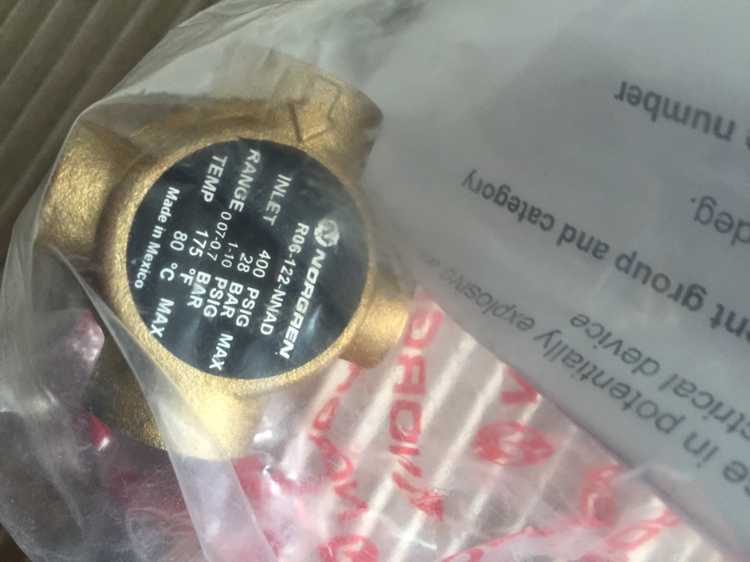 NORGREN
R06-122-NNAD
INLET 400 PSIG MAX
28 BAR
RANGE 1-10 PSIG
0.07-0.7 BAR
TEMP 175 °F MAX
80 °C
Made in Mexico
number
deg.
group and category
in potentially explosive
device